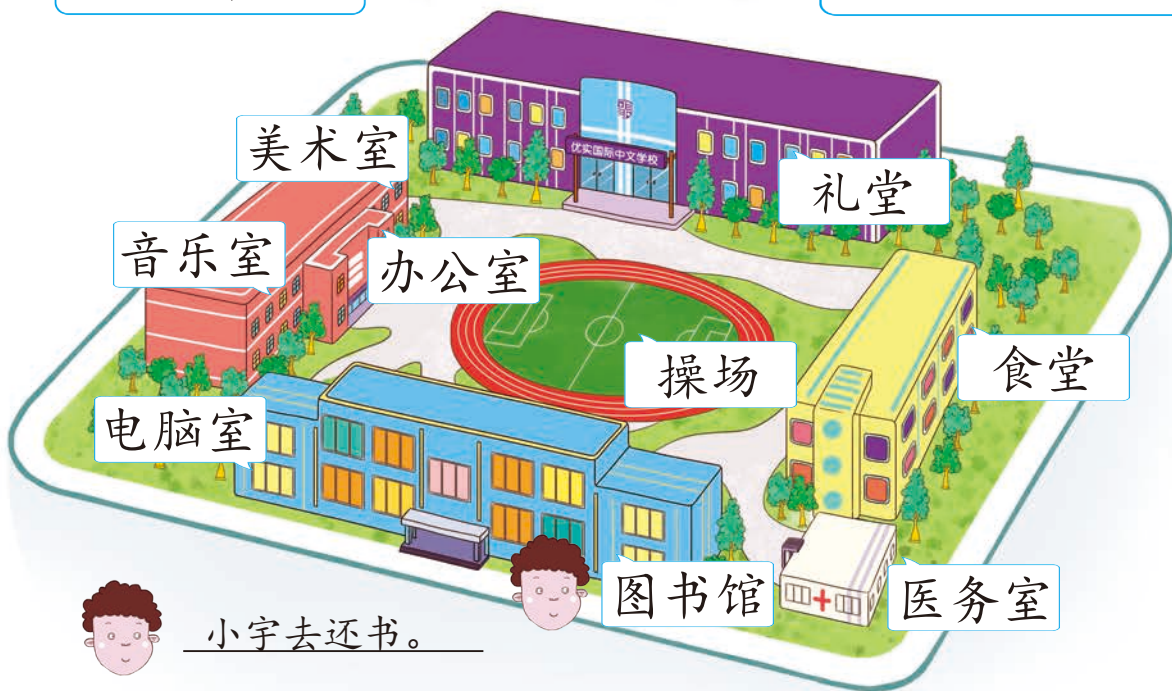 优实国际中文学校
美术室
礼堂
音乐室
办公室
操场
食堂
电脑室
图书馆
医务室
小宇去还书。